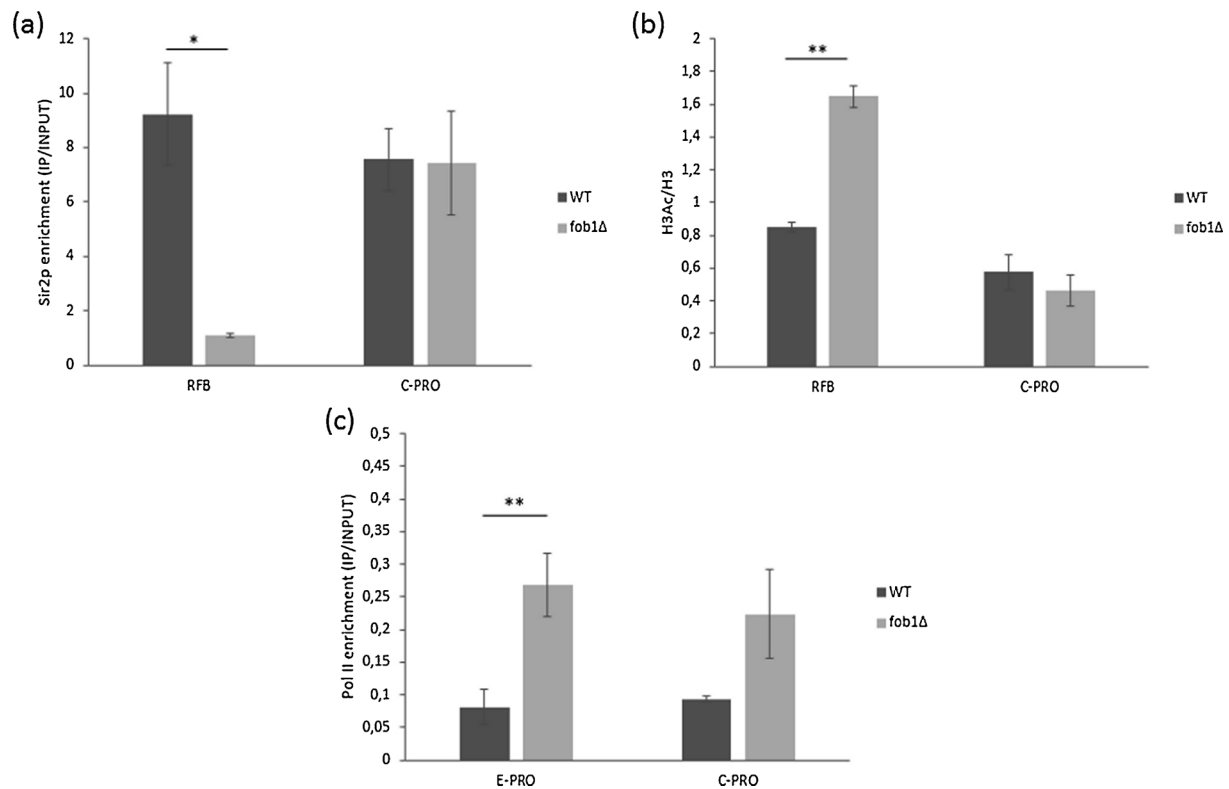 (a)
12
10
8
6
4
2
0
Sir2p enrichment (IP/INPUT)
*
RFB
C-PRO
WT
fob1Δ
(b)
2
1,8
1,6
1,4
1,2
1
0,8
0,6
0,4
0,2
0
H3Ac/H3
**
RFB
C-PRO
WT
fob1Δ
(c)
0,5
0,45
0,4
0,35
0,3
0,25
0,2
0,15
0,1
0,05
0
Pol II enrichment (IP/INPUT)
**
E-PRO
C-PRO
WT
fob1Δ